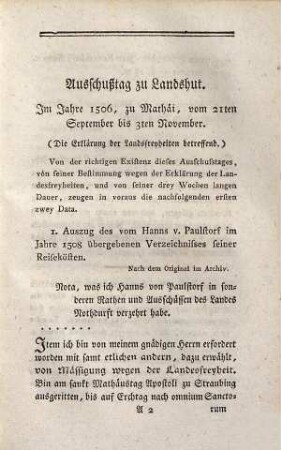 Ausschußtag zu Landshut.
Im Jahre 1506, zu Mathäi, vom 21ten
September bis 3ten November.
(Die Erklärung der Landsfreyheiten betreffend.)
Von der richtigen Existenz dieses Ausschußtages,
von seiner Bestimmung wegen der Erklärung der Lan-
desfreyheiten, und von seiner drey Wochen langen
Dauer, zeugen in voraus die nachfolgenden ersten
zwey Data.
1. Auszug des vom Hanns v. Paulstorf im
Jahre 1508 übergebenen Verzeichnisses seiner
Reisekösten.
Nach dem Original im Archiv.
Nota, was ich Hanns von Paulstorf in son-
deren Rathen und Ausschüssen des Landes
Nothdurft verzehrt habe.
. . . . . . .
Item ich bin von meinem gnädigen Herrn erfordert
worden mit samt etlichen andern, dazu erwählt,
von Mässigung wegen der Landesfreyheit.
Bin am sankt Mathäustag Apostoli zu Straubing
ausgeritten, bis auf Erchtag nach omnium Sancto-
A 2 rum